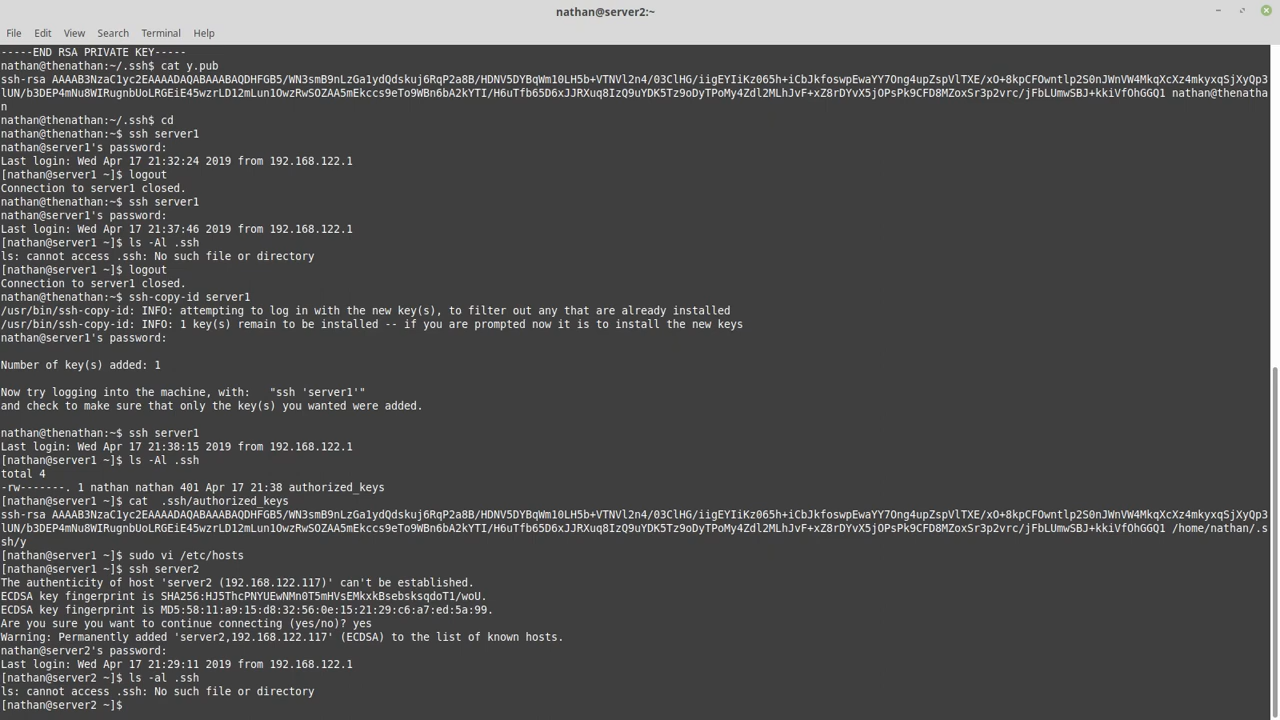 nathan@server2:~
File Edit View Search Terminal Help
-----END RSA PRIVATE KEY-----
nathan@thenathan:~/.ssh$ cat y.pub
ssh-rsa AAAAB3NzaC1yc2EAAAADAQABAAABAQDHFGB5/WN3smB9nLzGa1ydQdskuj6RqP2a8B/HDNV5DYBqWm10LH5b+VTNVl2n4/03ClHG/iigEYIiKz065h+iCbJkfoswpEwaYY7Ong4upZspVlTXE/xO+8kpCFOwntlp2S0nJWnVW4MkqXcXz4mkyxqSjXyQp3
lUN/b3DEP4mNu8WIRugnbUoLRGEiE45wzrLD12mLun1OwzRwSOZAA5mEkccs9eTo9WBn6bA2kYTI/H6uTfb65D6xJJRXuq8IzQ9uYDK5Tz9oDyTPoMy4Zdl2MLhJvF+xZ8rDYvX5jOPsPk9CFD8MZoxSr3p2vrc/jFbLUmwSBJ+kkiVfOhGGQ1 nathan@thenatha
n
nathan@thenathan:~/.ssh$ cd
nathan@thenathan:~$ ssh server1
nathan@server1's password:
Last login: Wed Apr 17 21:32:24 2019 from 192.168.122.1
[nathan@server1 ~]$ logout
Connection to server1 closed.
nathan@thenathan:~$ ssh server1
nathan@server1's password:
Last login: Wed Apr 17 21:37:46 2019 from 192.168.122.1
[nathan@server1 ~]$ ls -Al .ssh
ls: cannot access .ssh: No such file or directory
[nathan@server1 ~]$ logout
Connection to server1 closed.
nathan@thenathan:~$ ssh-copy-id server1
/usr/bin/ssh-copy-id: INFO: attempting to log in with the new key(s), to filter out any that are already installed
/usr/bin/ssh-copy-id: INFO: 1 key(s) remain to be installed -- if you are prompted now it is to install the new keys
nathan@server1's password:
Number of key(s) added: 1
Now try logging into the machine, with:   "ssh 'server1'"
and check to make sure that only the key(s) you wanted were added.
nathan@thenathan:~$ ssh server1
Last login: Wed Apr 17 21:38:15 2019 from 192.168.122.1
[nathan@server1 ~]$ ls -Al .ssh
total 4
-rw-------. 1 nathan nathan 401 Apr 17 21:38 authorized_keys
[nathan@server1 ~]$ cat  .ssh/authorized_keys
ssh-rsa AAAAB3NzaC1yc2EAAAADAQABAAABAQDHFGB5/WN3smB9nLzGa1ydQdskuj6RqP2a8B/HDNV5DYBqWm10LH5b+VTNVl2n4/03ClHG/iigEYIiKz065h+iCbJkfoswpEwaYY7Ong4upZspVlTXE/xO+8kpCFOwntlp2S0nJWnVW4MkqXcXz4mkyxqSjXyQp3
lUN/b3DEP4mNu8WIRugnbUoLRGEiE45wzrLD12mLun1OwzRwSOZAA5mEkccs9eTo9WBn6bA2kYTI/H6uTfb65D6xJJRXuq8IzQ9uYDK5Tz9oDyTPoMy4Zdl2MLhJvF+xZ8rDYvX5jOPsPk9CFD8MZoxSr3p2vrc/jFbLUmwSBJ+kkiVfOhGGQ1 /home/nathan/.s
sh/y
[nathan@server1 ~]$ sudo vi /etc/hosts
[nathan@server1 ~]$ ssh server2
The authenticity of host 'server2 (192.168.122.117)' can't be established.
ECDSA key fingerprint is SHA256:HJ5ThcPNYUEwNMn0T5mHVsEMkxkBsebsksqdoT1/woU.
ECDSA key fingerprint is MD5:58:11:a9:15:d8:32:56:0e:15:21:29:c6:a7:ed:5a:99.
Are you sure you want to continue connecting (yes/no)? yes
Warning: Permanently added 'server2,192.168.122.117' (ECDSA) to the list of known hosts.
nathan@server2's password:
Last login: Wed Apr 17 21:29:11 2019 from 192.168.122.1
[nathan@server2 ~]$ ls -al .ssh
ls: cannot access .ssh: No such file or directory
[nathan@server2 ~]$